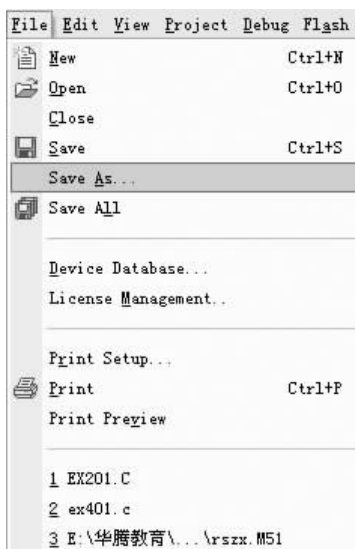 File Edit View Project Debug Flash
New Ctrl+N
Open Ctrl+O
Close
Save Ctrl+S
Save As...
Save All
Device Database...
License Management..
Print Setup...
Print Ctrl+P
Print Preview
1 EX201.C
2 ex401.c
3 E:\华腾教育\...\rszx.M51